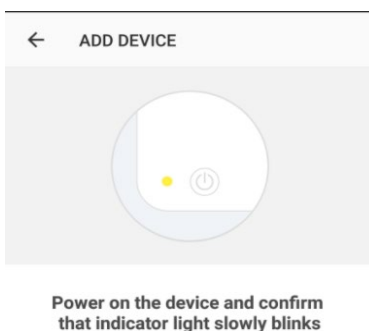 ADD DEVICE
Power on the device and confirm
that indicator light slowly blinks